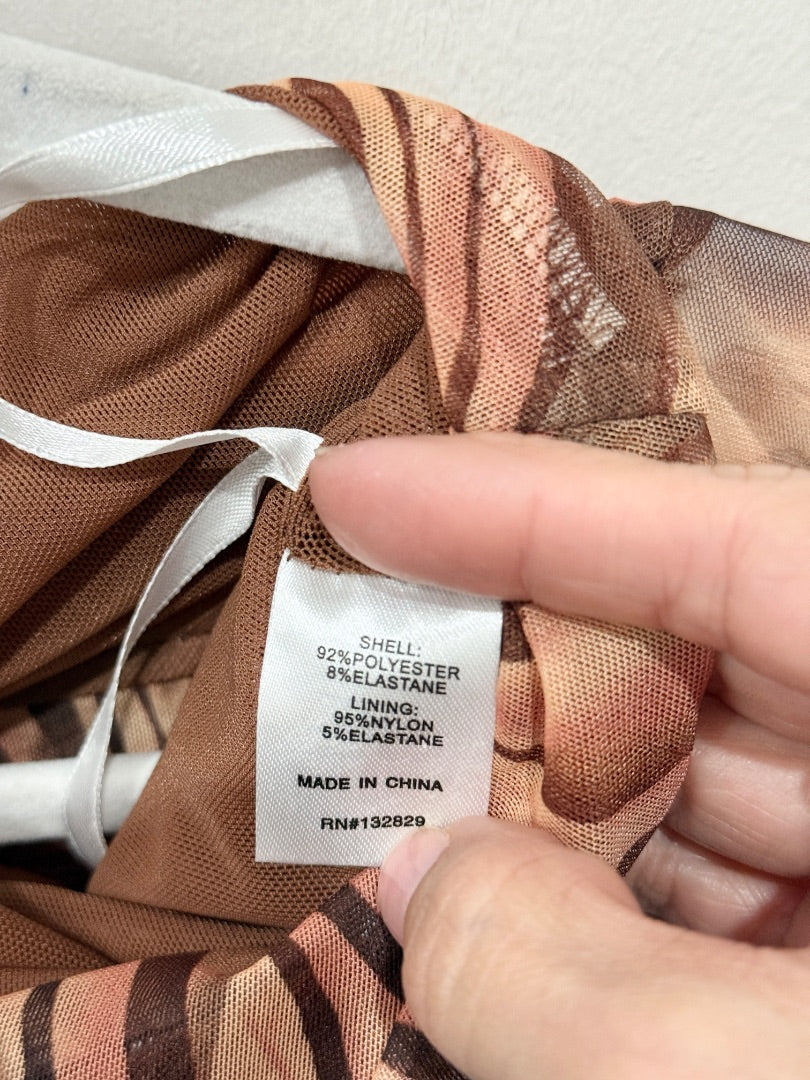 SHELL:
92%POLYESTER
8%ELASTANE
LINING:
95%NYLON
5%ELASTANE
MADE IN CHINA
RN#132829